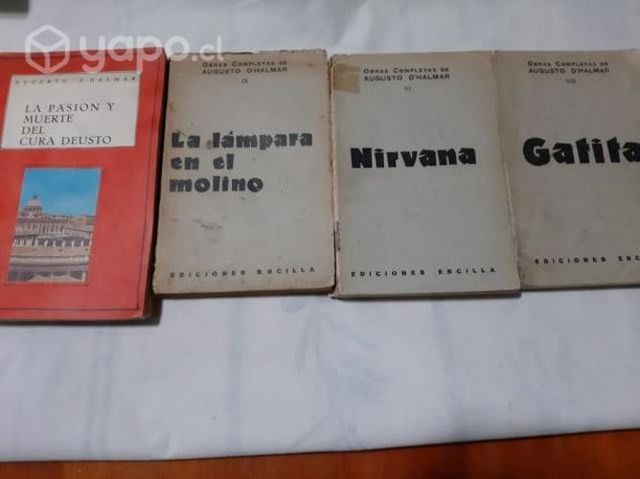 yapo.cl
AUGUSTO D'HALMAR
LA PASION Y
MUERTE
DEL
CURA DEUSTO
OBRAS COMPLETAS DE
AUGUSTO D'HALMAR
IX
La lámpara
en el
molino
EDICIONES ERCILLA
OBRAS COMPLETAS DE
AUGUSTO D'HALMAR
VI
Nirvana
EDICIONES ERCILLA
OBRAS COMPLETAS DE
AUGUSTO D'HALMAR
VIII
Gatita
EDICIONES ERC